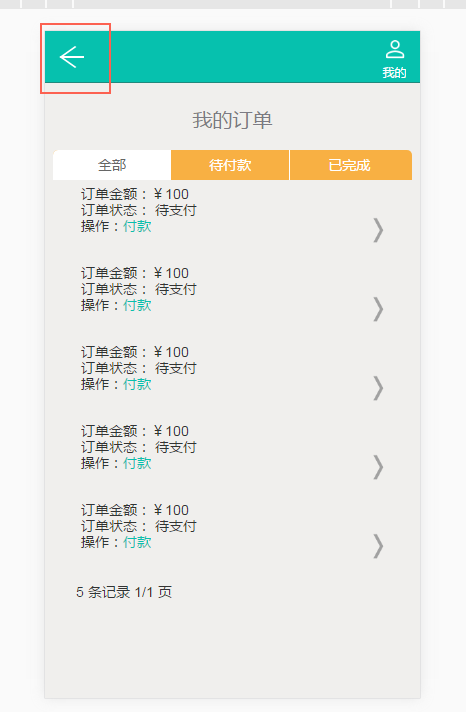 我的
我的订单
全部 待付款 已完成
订单金额：¥ 100
订单状态： 待支付
操作：付款
订单金额：¥ 100
订单状态： 待支付
操作：付款
订单金额：¥ 100
订单状态： 待支付
操作：付款
订单金额：¥ 100
订单状态： 待支付
操作：付款
订单金额：¥ 100
订单状态： 待支付
操作：付款
5 条记录 1/1 页